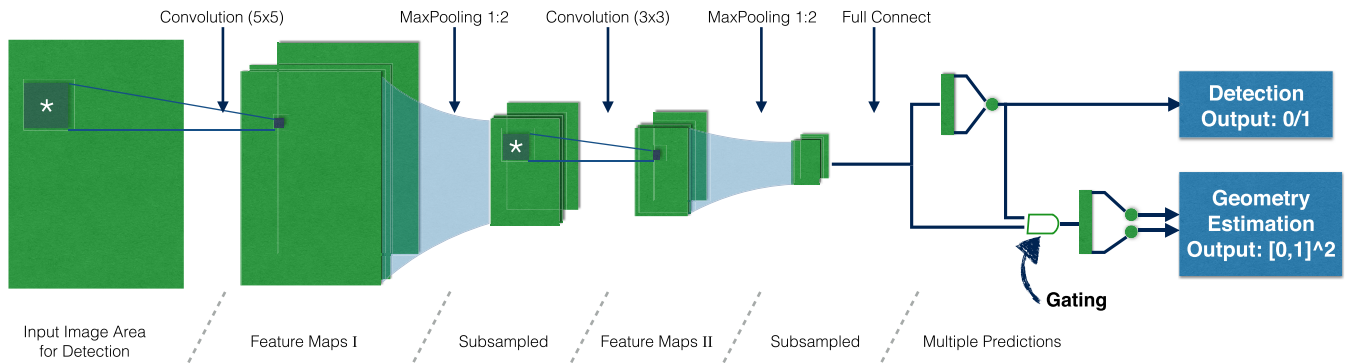 Convolution (5x5)
MaxPooling 1:2
Convolution (3x3)
MaxPooling 1:2
Full Connect
*
*
Detection
Output: 0/1
Geometry
Estimation
Output: [0,1]^2
Gating
Input Image Area
for Detection
Feature Maps I
Subsampled
Feature Maps II
Subsampled
Multiple Predictions